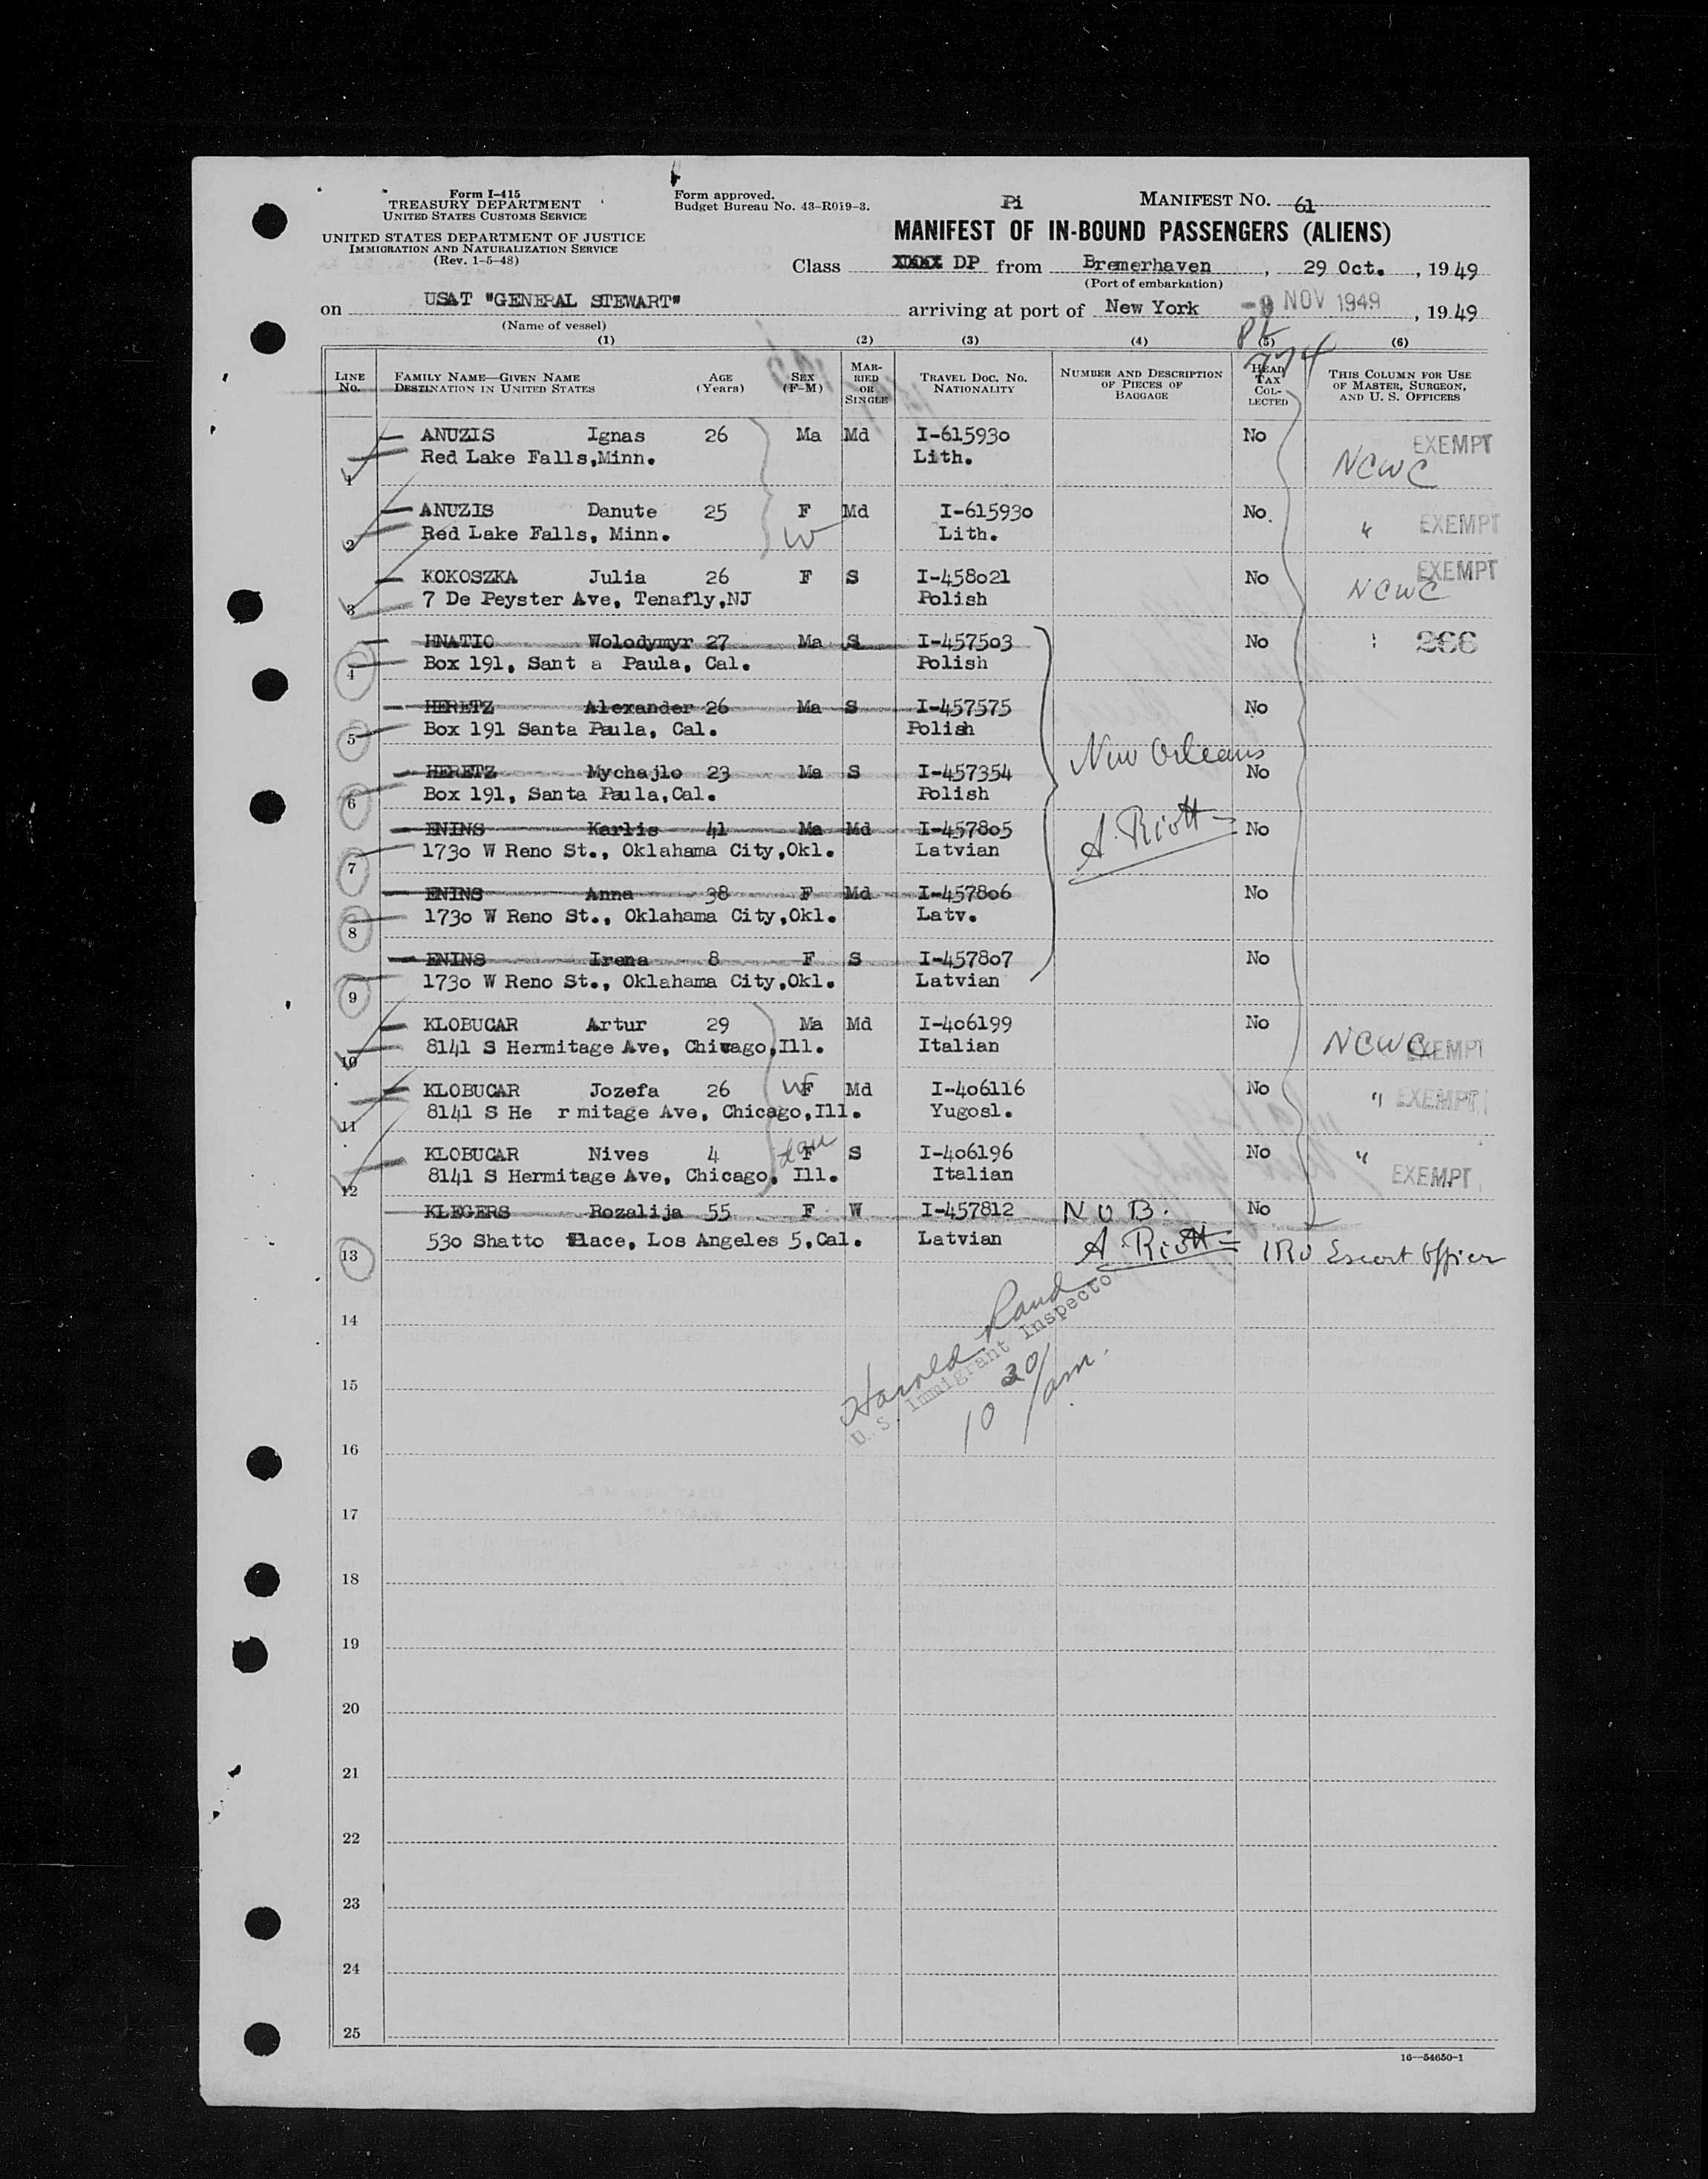 Form I-415
TREASURY DEPARTMENT
UNITED STATES CUSTOMS SERVICE
UNITED STATES DEPARTMENT OF JUSTICE
IMMIGRATION AND NATURALIZATION SERVICE
(Rev. 1-5-48)
Form approved.
Budget Bureau No. 43-R019-3.
Pi
MANIFEST NO. 61
MANIFEST OF IN-BOUND PASSENGERS (ALIENS)
Class XXXX DP from Bremerhaven, 29 Oct., 1949
(Port of embarkation)
on USAT "GENERAL STEWART" arriving at port of New York -9 NOV 1949, 1949
(Name of vessel)
(1) (2) (3) (4) (5) (6)
LINE No. FAMILY NAME—GIVEN NAME DESTINATION IN UNITED STATES AGE (Years) SEX (F-M) MARRIED OR SINGLE TRAVEL DOC. NO. NATIONALITY NUMBER AND DESCRIPTION OF PIECES OF BAGGAGE HEAD TAX COLLECTED THIS COLUMN FOR USE OF MASTER, SURGEON, AND U. S. OFFICERS
1 ANUZIS Ignas 26 Ma Md I-615930 No EXEMPT
Red Lake Falls,Minn. Lith. NCWC
2 ANUZIS Danute 25 F Md I-615930 No. " EXEMPT
Red Lake Falls, Minn. W Lith.
3 KOKOSZKA Julia 26 F S I-458021 No EXEMPT
7 De Peyster Ave, Tenafly,NJ Polish NCWC
4 HNATIO Wolodymyr 27 Ma S I-457503 No 266
Box 191, Sant a Paula, Cal. Polish
5 HERETZ Alexander 26 Ma S I-457575 No
Box 191 Santa Paula, Cal. Polish
New Orleans
6 HERETZ Mychajlo 23 Ma S I-457354 No
Box 191, Santa Paula,Cal. Polish
7 ENINS Karlis 41 Ma Md I-457805 No
A. Riott
1730 W Reno St., Oklahoma City,Okl. Latvian
8 ENINS Anna 38 F Md I-457806 No
1730 W Reno St., Oklahoma City,Okl. Latv.
9 ENINS Irena 8 F S I-457807 No
1730 W Reno St., Oklahoma City,Okl. Latvian
10 KLOBUCAR Artur 29 Ma Md I-406199 No
8141 S Hermitage Ave, Chicago,Ill. Italian NCWC EXEMPT
11 KLOBUCAR Jozefa 26 W F Md I-406116 No " EXEMPT
8141 S He r mitage Ave, Chicago,Ill. Yugosl.
12 KLOBUCAR Nives 4 F S I-406196 No "
8141 S Hermitage Ave, Chicago, Ill. Italian EXEMPT
13 KLEGERS Rozalija 55 F W I-457812 N O B. No
530 Shatto Place, Los Angeles 5,Cal. Latvian A. Riott IRO Escort Officer
Harold Rand
U. S. Immigrant Inspector
10 30/am.
14
15
16
17
18
19
20
21
22
23
24
25
16—54650-1